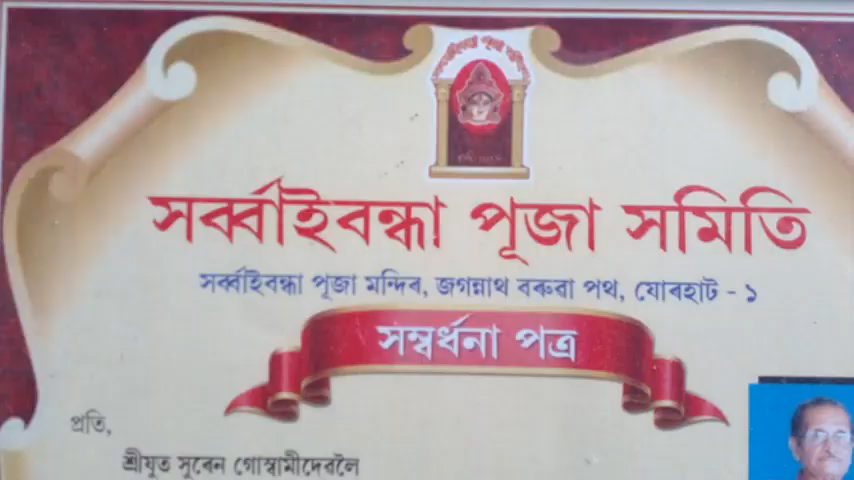 সৰ্ব্বাইবন্ধা পূজা সমিতি
সৰ্ব্বাইবন্ধা পূজা মন্দিৰ, জগন্নাথ বৰুৱা পথ, যোৰহাট - ১
সম্বৰ্ধনা পত্ৰ
প্ৰতি,
শ্ৰীযুত সুৰেন গোস্বামীদেৱলৈ